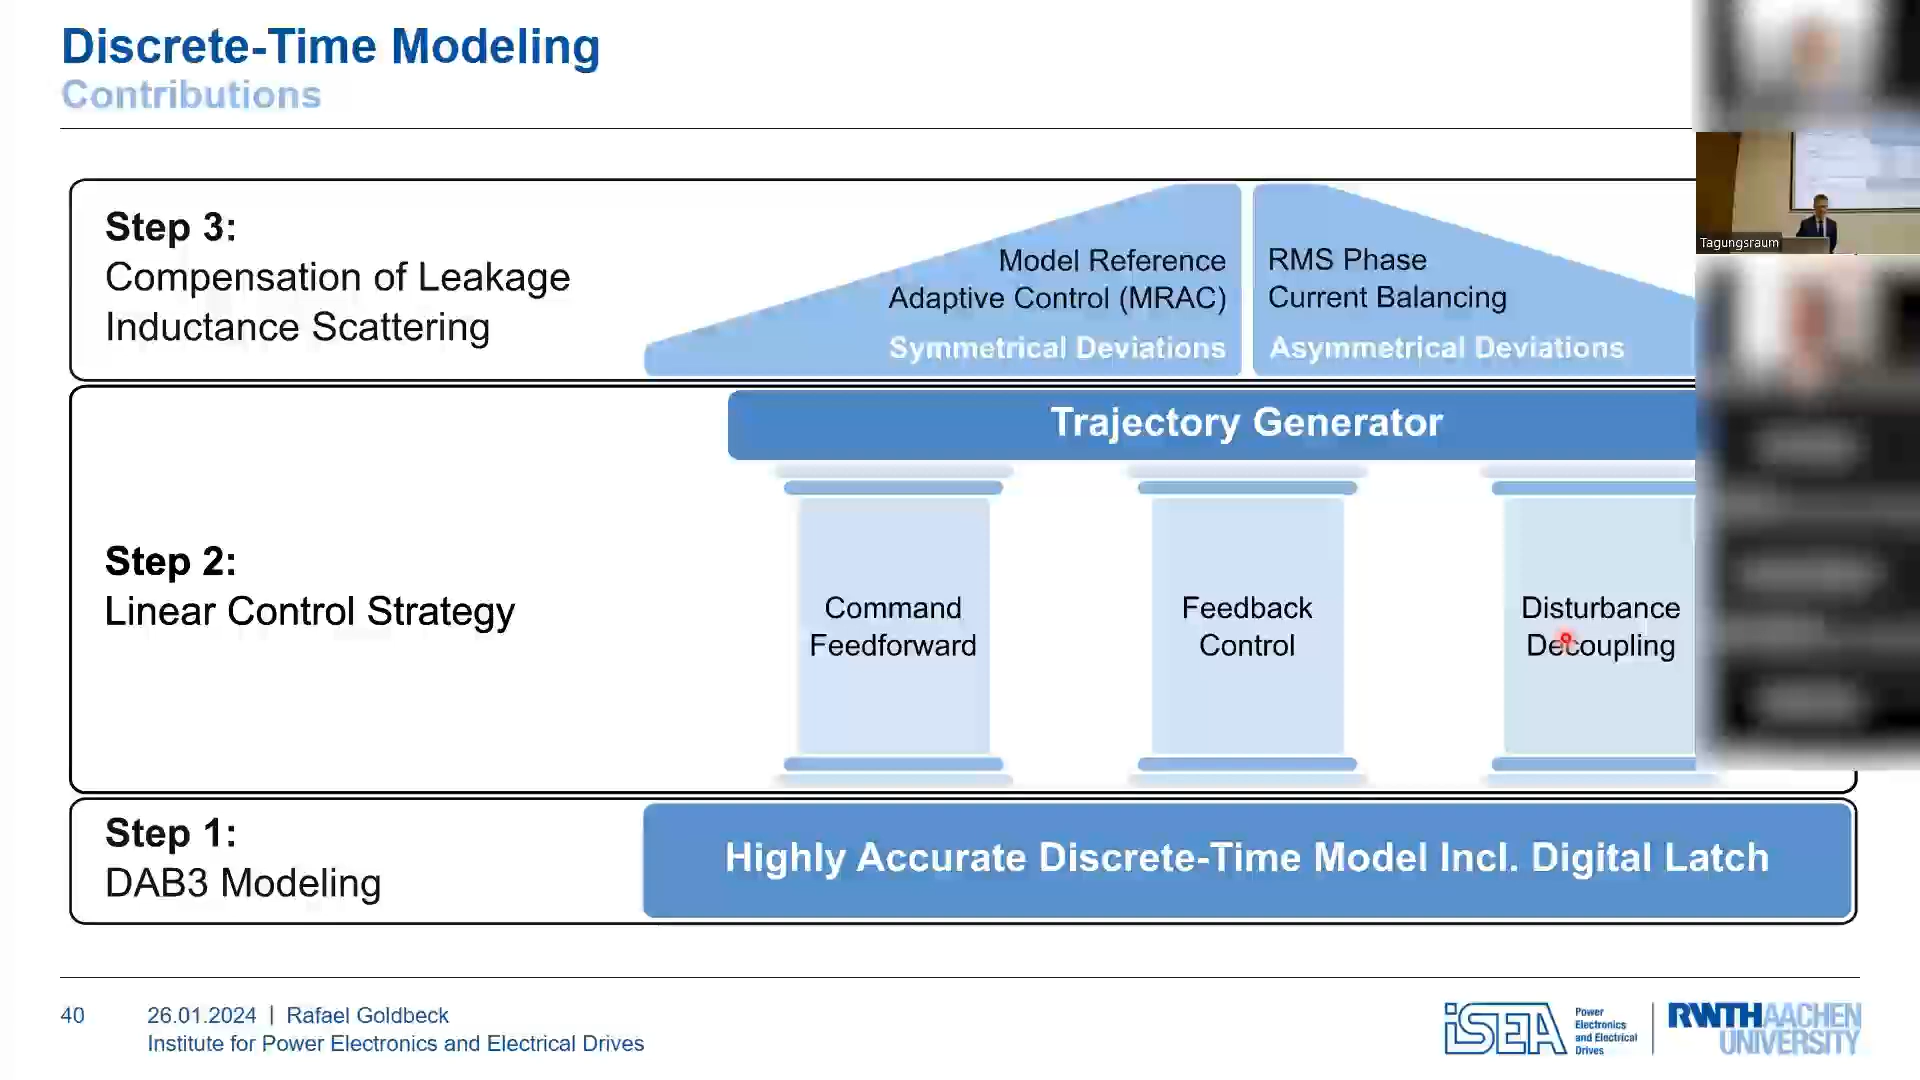 Discrete-Time Modeling
Contributions
Step 3:
Compensation of Leakage
Inductance Scattering
Model Reference
Adaptive Control (MRAC)
Symmetrical Deviations
RMS Phase
Current Balancing
Asymmetrical Deviations
Tagungsraum
Trajectory Generator
Step 2:
Linear Control Strategy
Command
Feedforward
Feedback
Control
Disturbance
Decoupling
Step 1:
DAB3 Modeling
Highly Accurate Discrete-Time Model Incl. Digital Latch
40
26.01.2024 | Rafael Goldbeck
Institute for Power Electronics and Electrical Drives
iSEA
Power
Electronics
and Electrical
Drives
RWTH AACHEN
UNIVERSITY